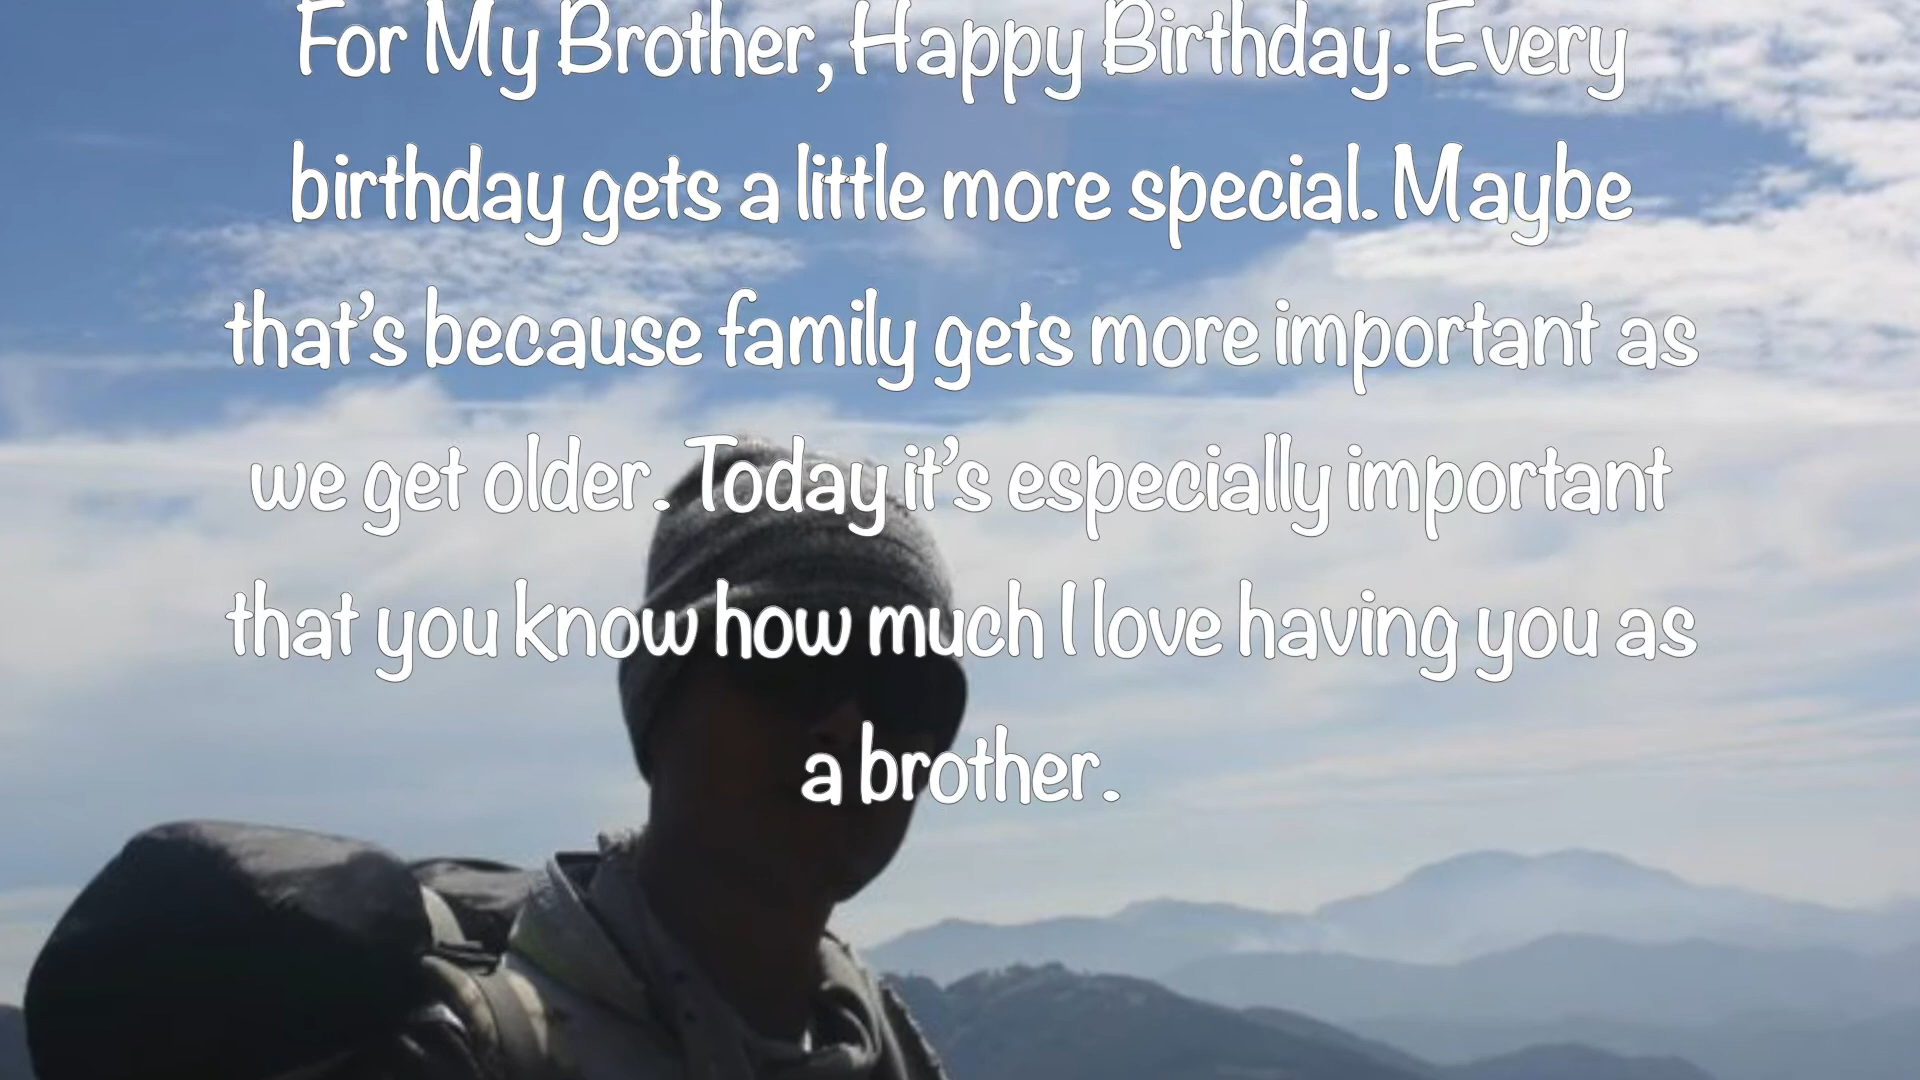 For My Brother, Happy Birthday. Every
birthday gets a little more special. Maybe
that’s because family gets more important as
we get older. Today it’s especially important
that you know how much I love having you as
a brother.